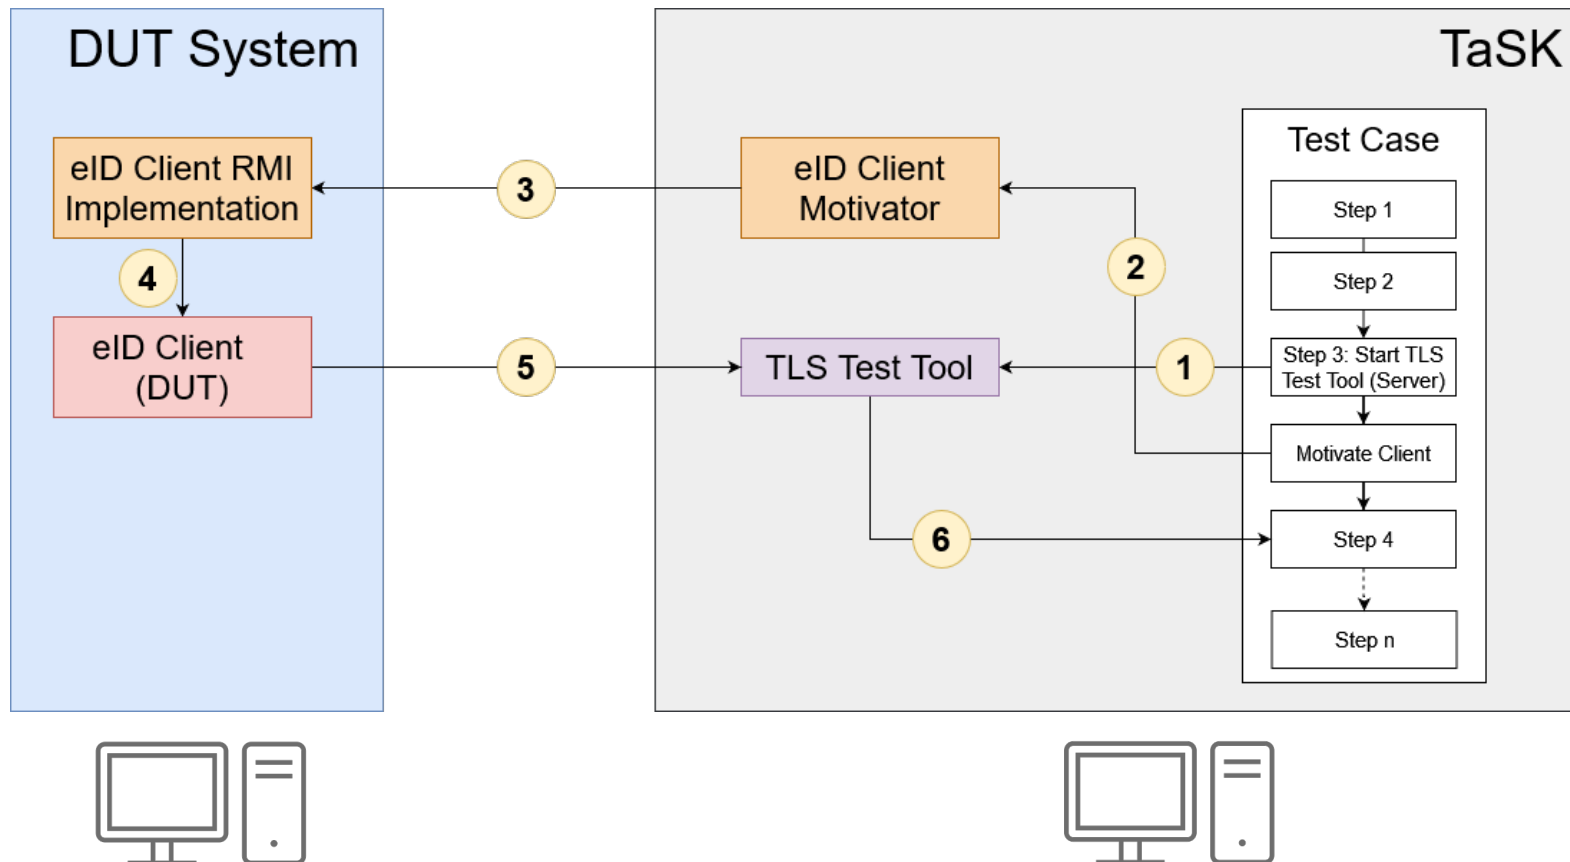 DUT System
TaSK
eID Client RMI
Implementation
3
eID Client
Motivator
Test Case
Step 1
4
2
Step 2
eID Client
(DUT)
5
TLS Test Tool
1
Step 3: Start TLS
Test Tool (Server)
Motivate Client
6
Step 4
Step n